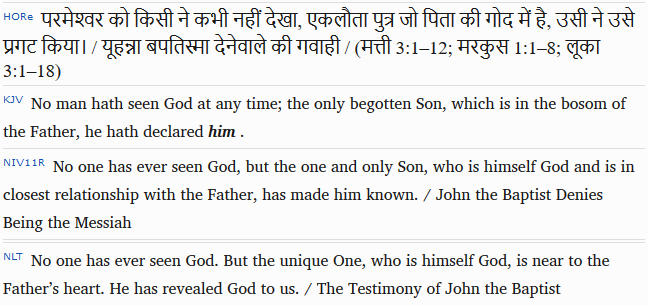 HORe परमेश्वर को किसी ने कभी नहीं देखा, एकलौता पुत्र जो पिता की गोद में है, उसी ने उसे
प्रगट किया। / यूहन्ना बपतिस्मा देनेवाले की गवाही / (मत्ती 3:1–12; मरकुस 1:1–8; लूका
3:1–18)
KJV No man hath seen God at any time; the only begotten Son, which is in the bosom of
the Father, he hath declared him .
NIV11R No one has ever seen God, but the one and only Son, who is himself God and is in
closest relationship with the Father, has made him known. / John the Baptist Denies
Being the Messiah
NLT No one has ever seen God. But the unique One, who is himself God, is near to the
Father’s heart. He has revealed God to us. / The Testimony of John the Baptist